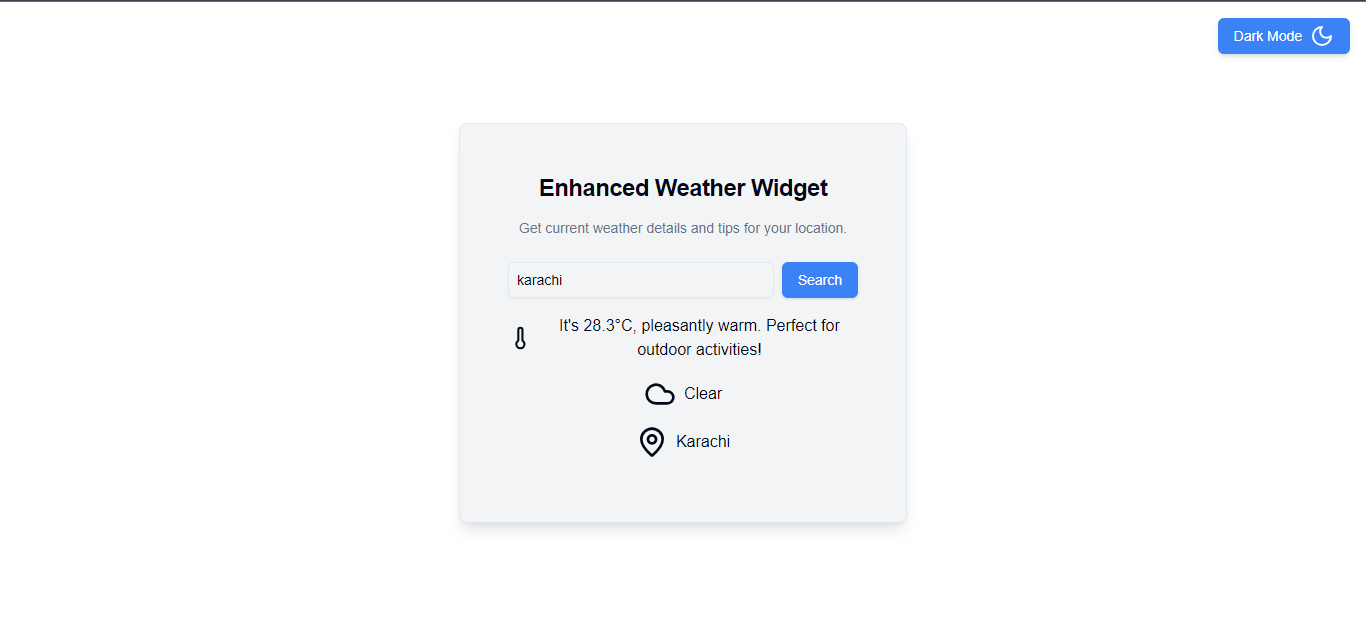 Dark Mode
Enhanced Weather Widget
Get current weather details and tips for your location.
karachi
Search
It's 28.3°C, pleasantly warm. Perfect for
outdoor activities!
Clear
Karachi